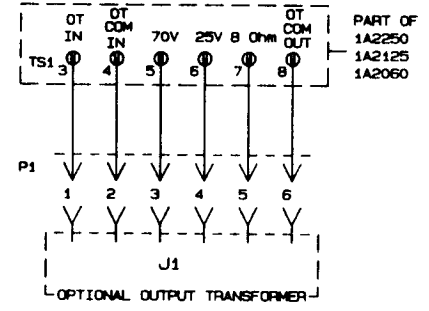 OT IN
OT COM IN
70V
25V
8 Ohm
OT COM OUT
PART OF
1A2250
1A2125
1A2060
TS1
3 4 5 6 7 8
P1
1 2 3 4 5 6
J1
OPTIONAL OUTPUT TRANSFORMER